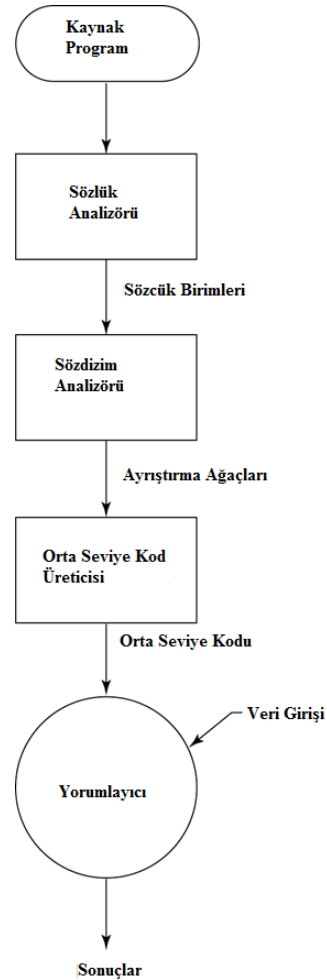 Kaynak
Program
Sözlük
Analizörü
Sözcük Birimleri
Sözdizim
Analizörü
Ayrıştırma Ağaçları
Orta Seviye Kod
Üreticisi
Orta Seviye Kodu
Veri Girişi
Yorumlayıcı
Sonuçlar